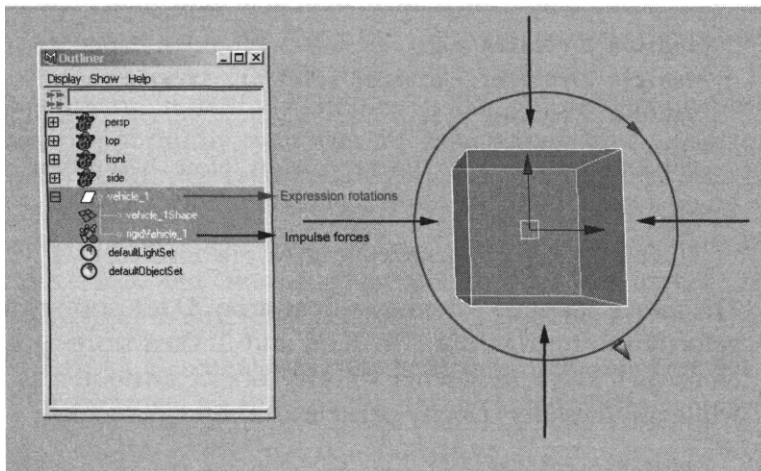 Outliner
Display Show Help
persp
top
front
side
vehicle_1
vehicle_1Shape
rigidVehicle_1
defaultLightSet
defaultObjectSet
Expression rotations
Impulse forces